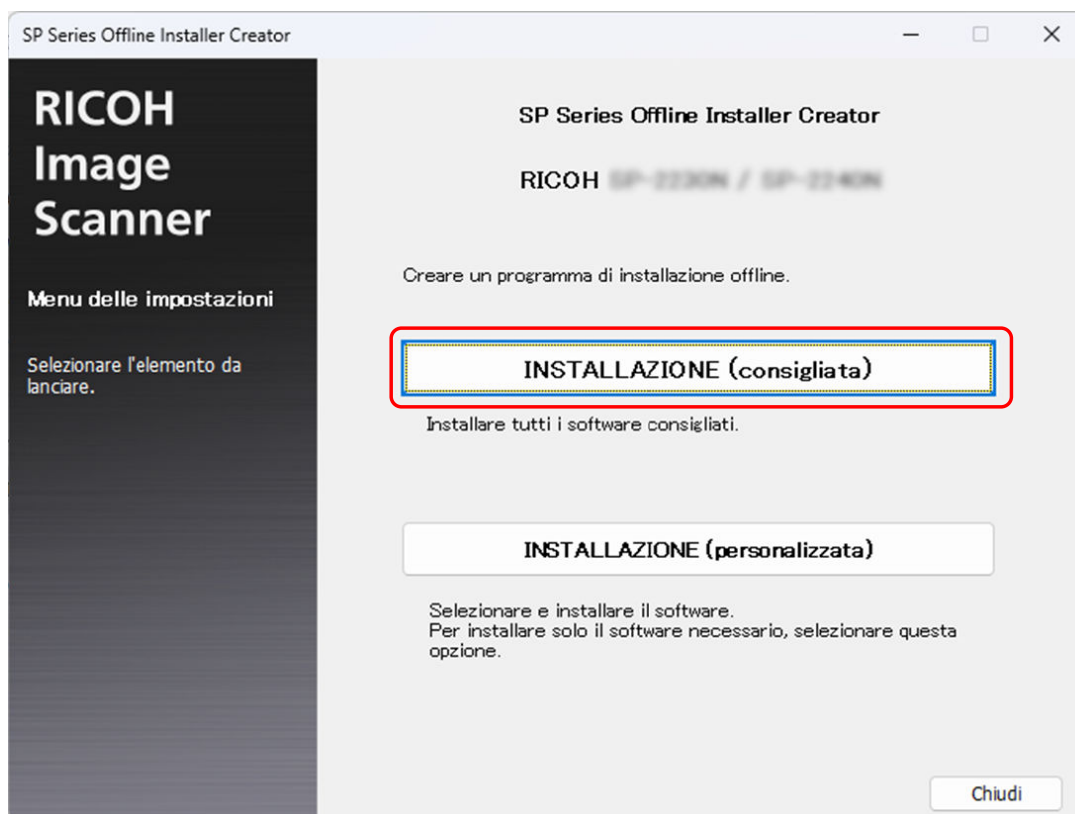 SP Series Offline Installer Creator
RICOH
Image
Scanner
Menu delle impostazioni
Selezionare l'elemento da
lanciare.
SP Series Offline Installer Creator
RICOH
Creare un programma di installazione offline.
INSTALLAZIONE (consigliata)
Installare tutti i software consigliati.
INSTALLAZIONE (personalizzata)
Selezionare e installare il software.
Per installare solo il software necessario, selezionare questa
opzione.
Chiudi